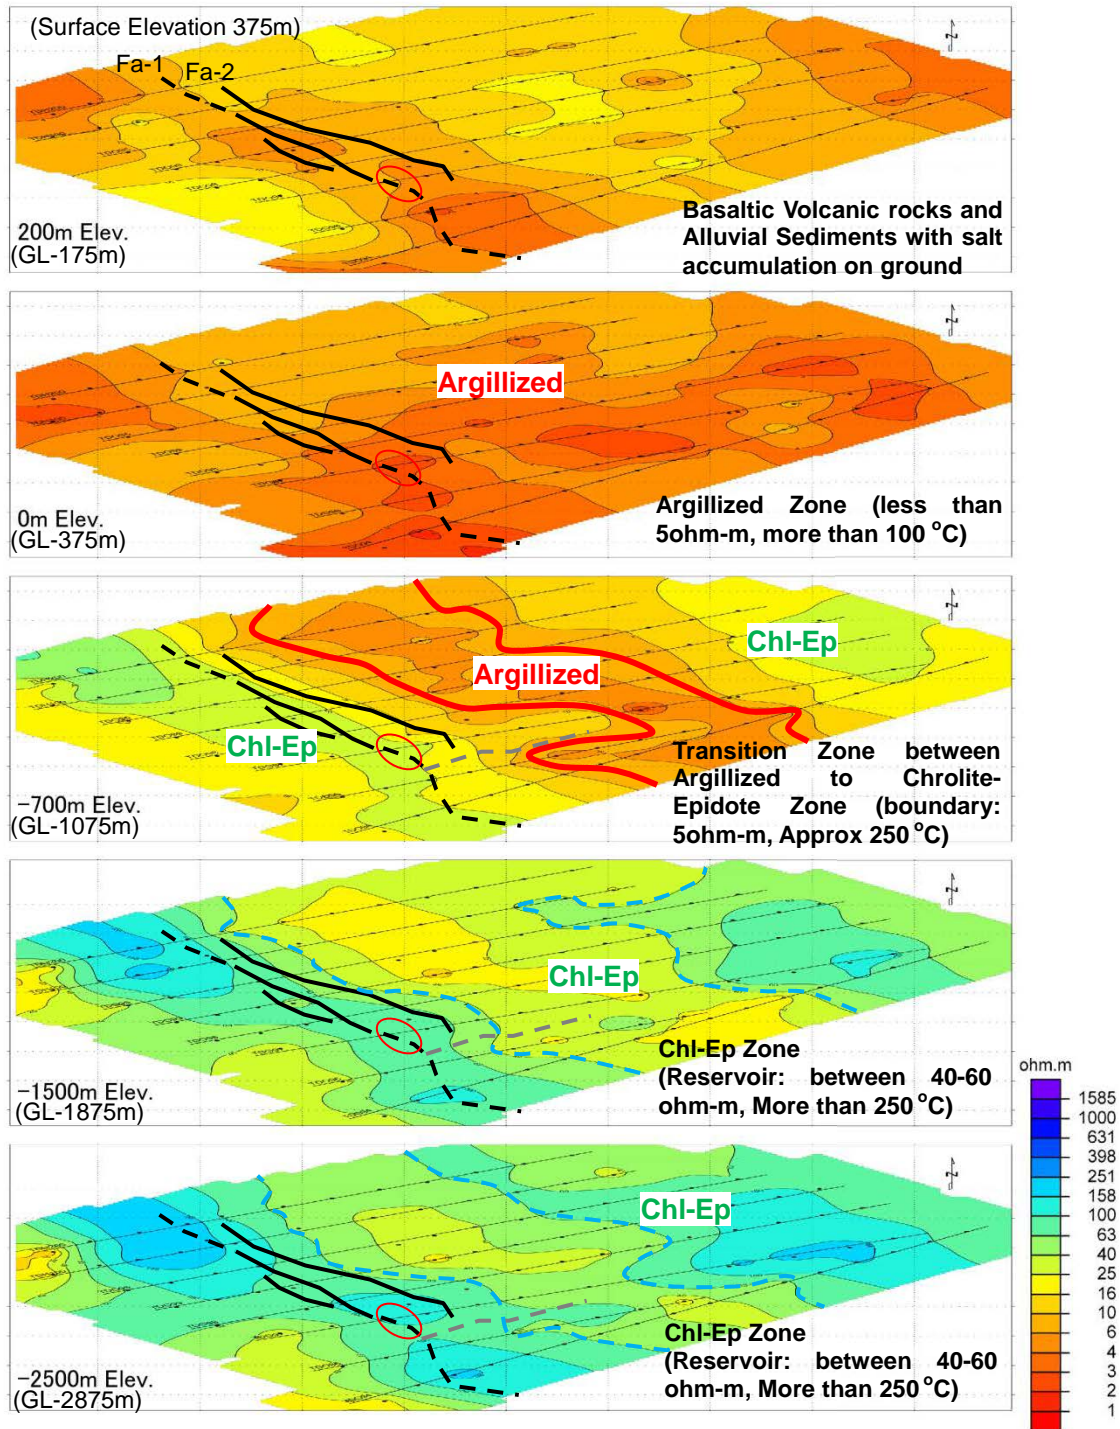 (Surface Elevation 375m)
Fa-1
Fa-2
Z
200m Elev.
(GL-175m)
Basaltic Volcanic rocks and
Alluvial Sediments with salt
accumulation on ground
Z
Argillized
0m Elev.
(GL-375m)
Argillized Zone (less than
5ohm-m, more than 100 °C)
Z
Chl-Ep
Argillized
Chl-Ep
-700m Elev.
(GL-1075m)
Transition Zone between
Argillized to Chrolite-
Epidote Zone (boundary:
5ohm-m, Approx 250 °C)
Z
Chl-Ep
-1500m Elev.
(GL-1875m)
Chl-Ep Zone
(Reservoir: between 40-60
ohm-m, More than 250 °C)
Z
Chl-Ep
-2500m Elev.
(GL-2875m)
Chl-Ep Zone
(Reservoir: between 40-60
ohm-m, More than 250 °C)
ohm.m
1585
1000
631
398
251
158
100
63
40
25
16
10
6
4
3
2
1